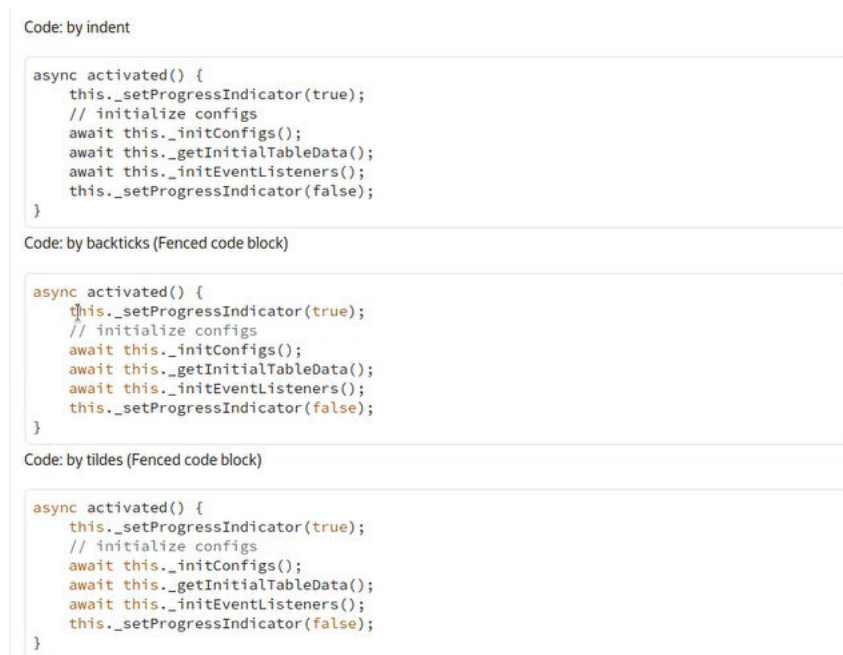 Code: by indent
async activated() {
    this._setProgressIndicator(true);
    // initialize configs
    await this._initConfigs();
    await this._getInitialTableData();
    await this._initEventListeners();
    this._setProgressIndicator(false);
}
Code: by backticks (Fenced code block)
async activated() {
    this._setProgressIndicator(true);
    // initialize configs
    await this._initConfigs();
    await this._getInitialTableData();
    await this._initEventListeners();
    this._setProgressIndicator(false);
}
Code: by tildes (Fenced code block)
async activated() {
    this._setProgressIndicator(true);
    // initialize configs
    await this._initConfigs();
    await this._getInitialTableData();
    await this._initEventListeners();
    this._setProgressIndicator(false);
}